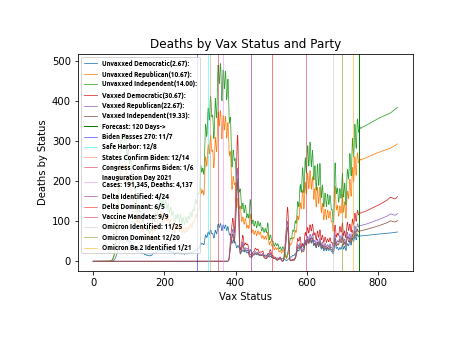 Deaths by Vax Status and Party
Deaths by Status
500
400
300
200
100
0
Unvaxxed Democratic(2.67):
Unvaxxed Republican(10.67):
Unvaxxed Independent(14.00):
Vaxxed Democratic(30.67):
Vaxxed Republican(22.67):
Vaxxed Independent(19.33):
Forecast: 120 Days->
Biden Passes 270: 11/7
Safe Harbor: 12/8
States Confirm Biden: 12/14
Congress Confirms Biden: 1/6
Inauguration Day 2021
Cases: 191,345, Deaths: 4,137
Delta Identified: 4/24
Delta Dominant: 6/5
Vaccine Mandate: 9/9
Omicron Identified: 11/25
Omicron Dominant 12/20
Omicron Ba.2 Identified 1/21
0
200
400
600
800
Vax Status